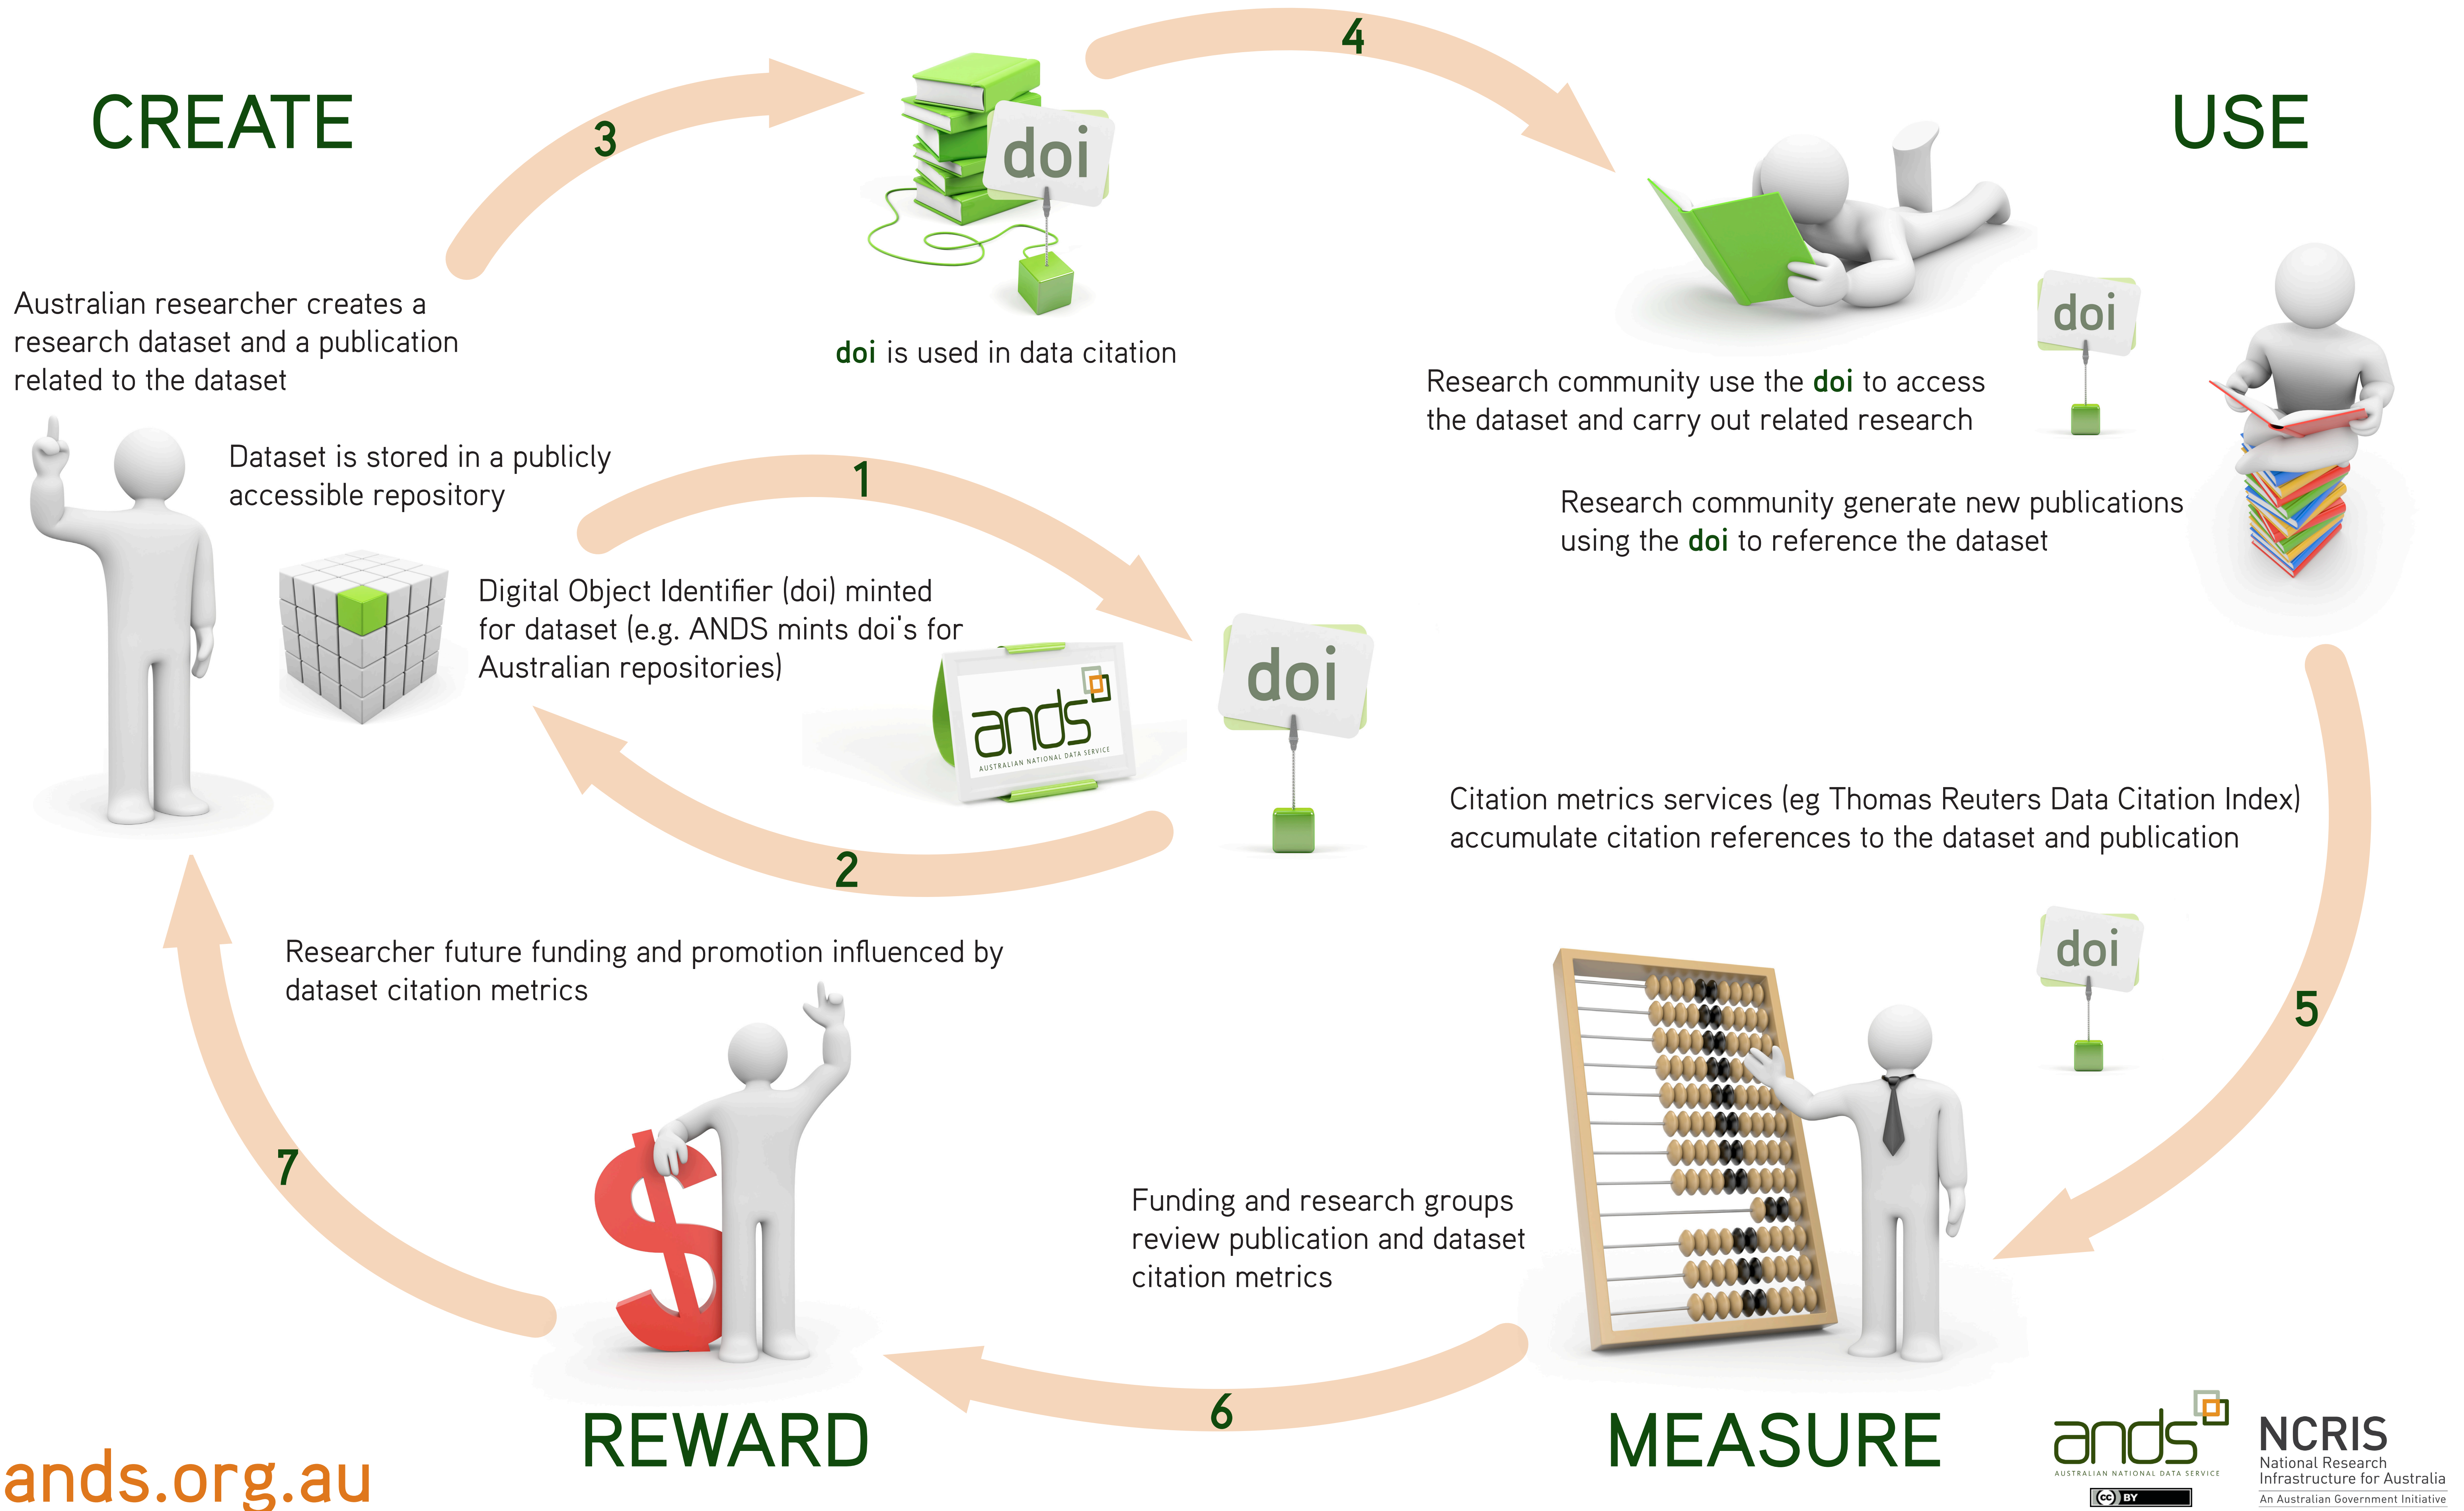 CREATE
3
doi
doi is used in data citation
4
USE
Australian researcher creates a
research dataset and a publication
related to the dataset
Dataset is stored in a publicly
accessible repository
1
Digital Object Identifier (doi) minted
for dataset (e.g. ANDS mints doi's for
Australian repositories)
ands
AUSTRALIAN NATIONAL DATA SERVICE
doi
2
Research community use the doi to access
the dataset and carry out related research
doi
Research community generate new publications
using the doi to reference the dataset
Citation metrics services (eg Thomas Reuters Data Citation Index)
accumulate citation references to the dataset and publication
doi
5
Funding and research groups
review publication and dataset
citation metrics
MEASURE
6
Researcher future funding and promotion influenced by
dataset citation metrics
REWARD
7
ands.org.au
ands
AUSTRALIAN NATIONAL DATA SERVICE
cc BY
NCRIS
National Research
Infrastructure for Australia
An Australian Government Initiative